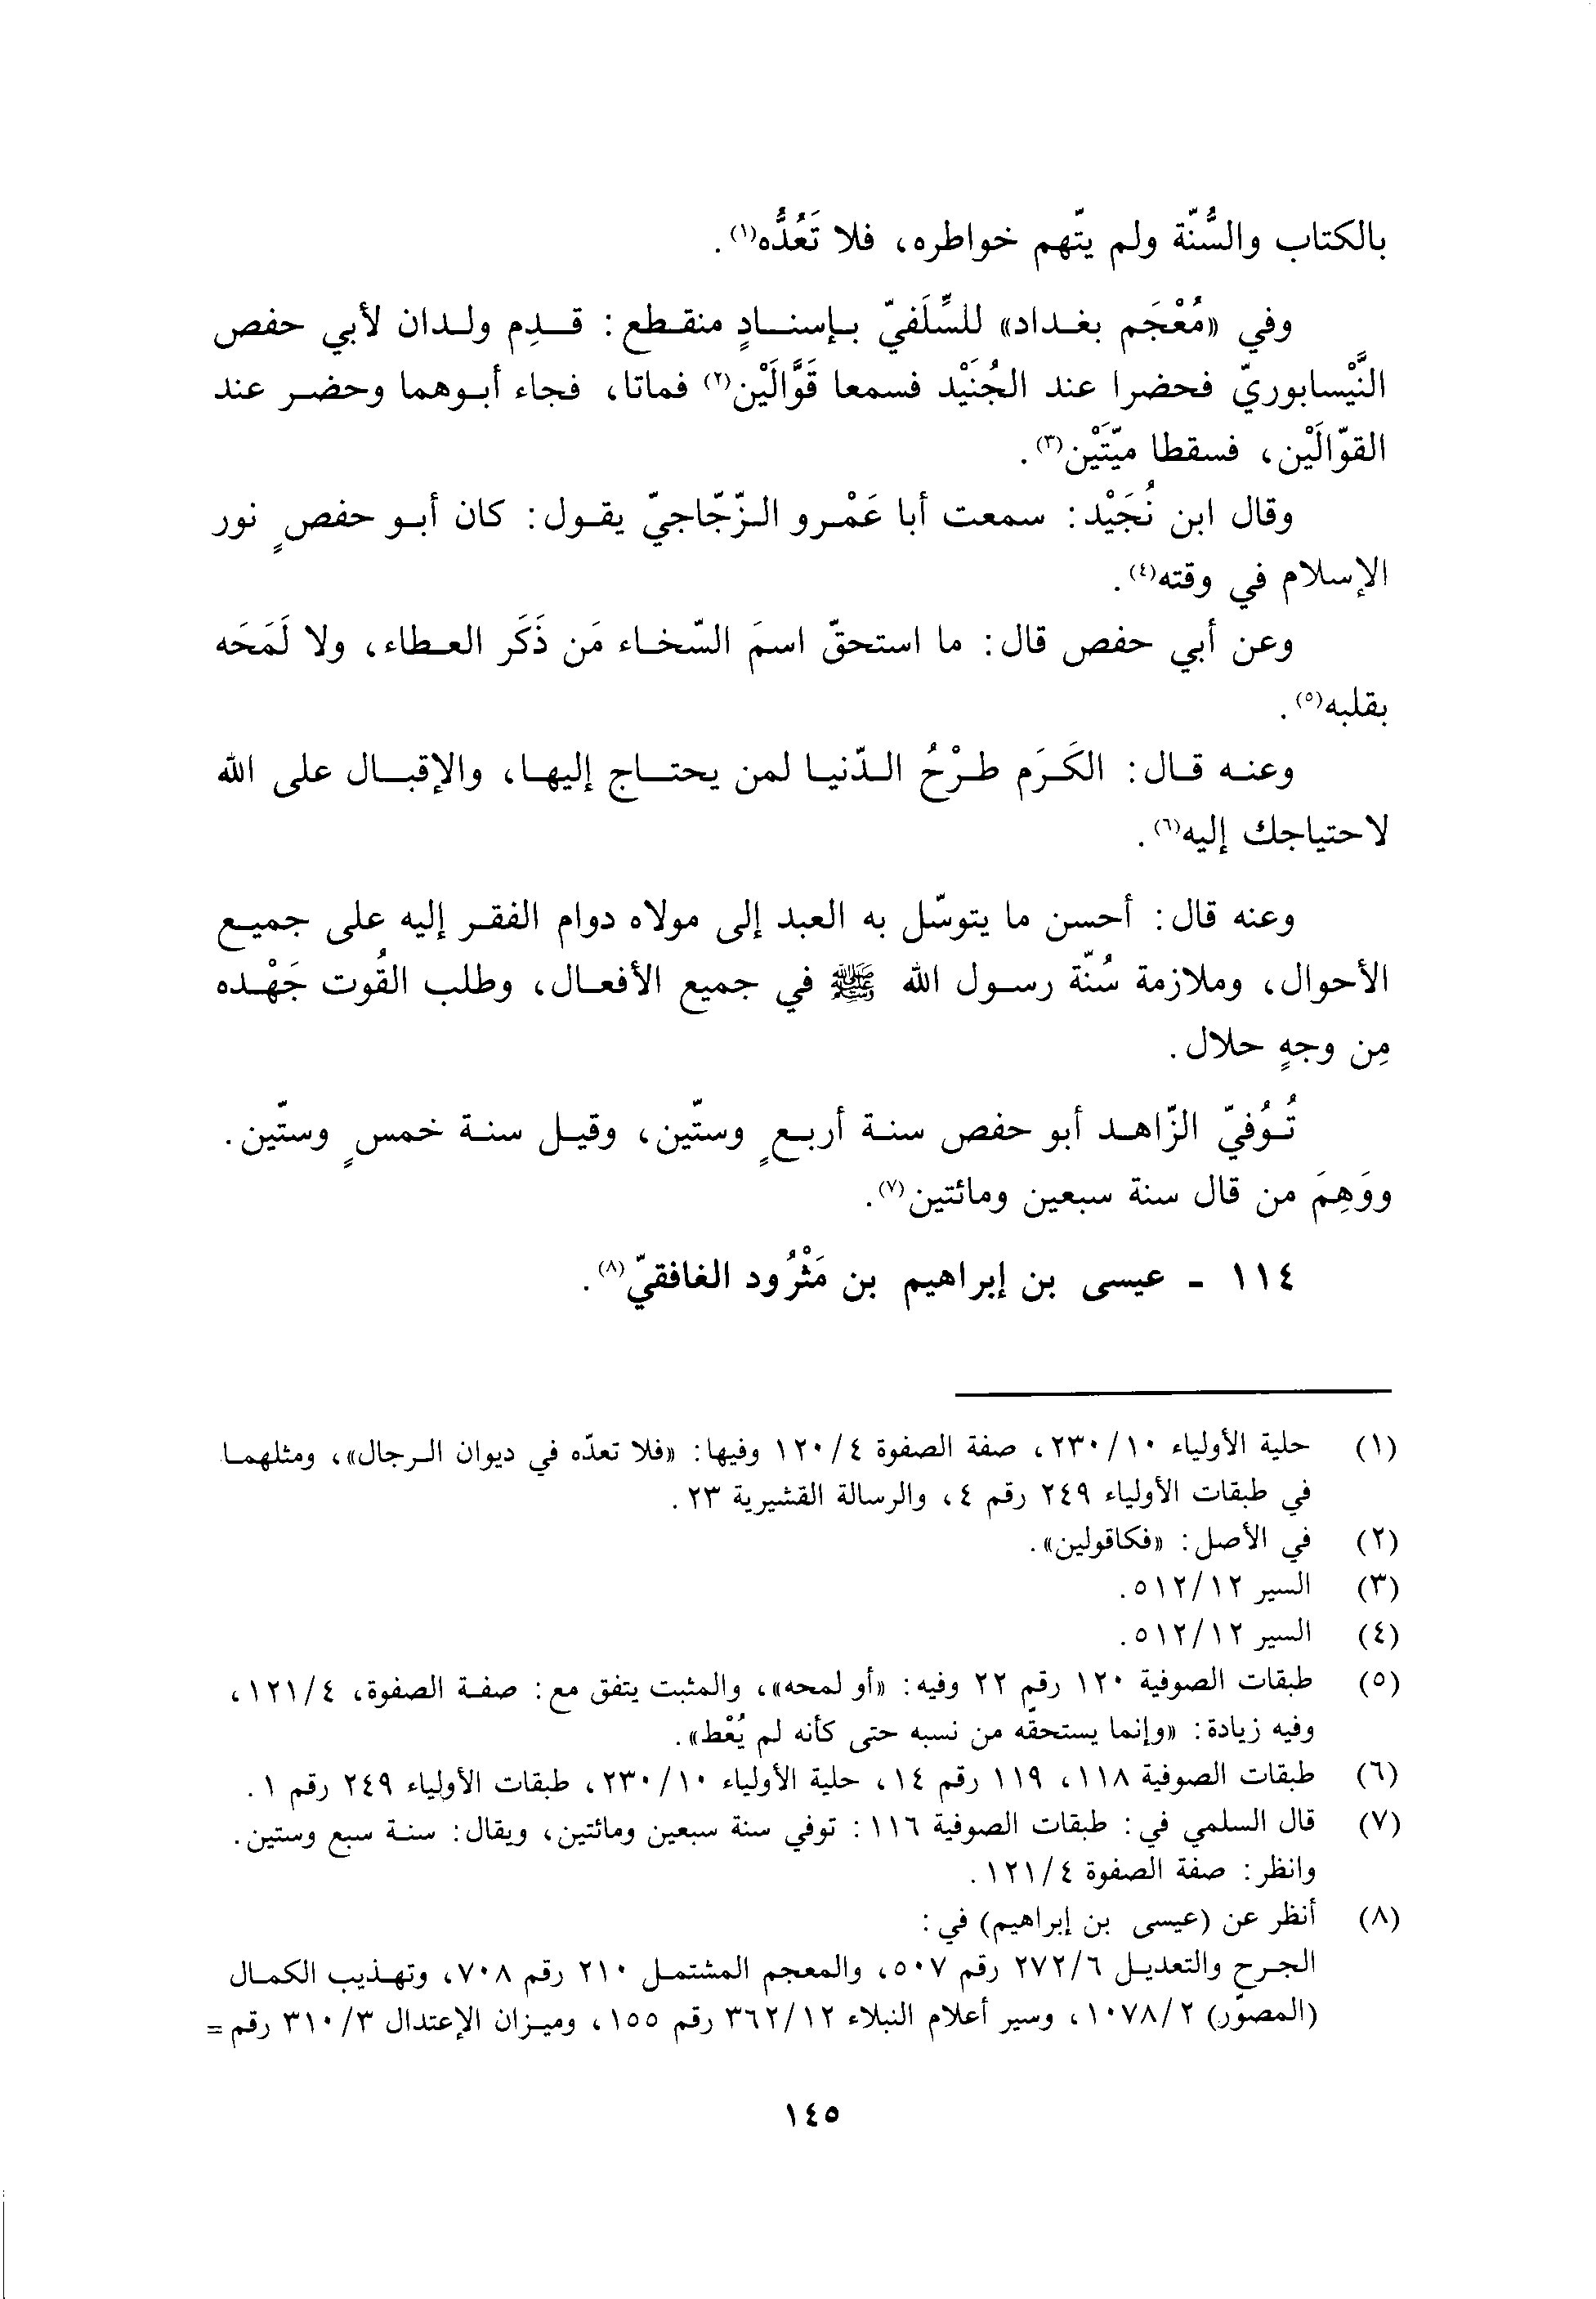 بالكتاب والسُّنّة ولم يتّهم خواطره، فلا تَعُدُّه(١).
وفي «مُعْجَم بغداد» للسِّلَفيّ بإسنادٍ منقطع: قدِم ولدان لأبي حفص
النَّيْسابوريّ فحضرا عند الجُنَيْد فسمعا قَوَّالَيْن(٢) فماتا، فجاء أبوهما وحضر عند
القوّالَيْن، فسقطا ميّتَيْن(٣).
وقال ابن نُجَيْد: سمعت أبا عَمْرو الزّجّاجيّ يقول: كان أبو حفصٍ نور
الإسلام في وقته(٤).
وعن أبي حفص قال: ما استحقّ اسمَ السّخاء مَن ذَكَر العطاء، ولا لَمَحَه
بقلبه(٥).
وعنه قال: الكَرَم طرْحُ الدّنيا لمن يحتاج إليها، والإقبال على الله
لاحتياجك إليه(٦).
وعنه قال: أحسن ما يتوسّل به العبد إلى مولاه دوام الفقر إليه على جميع
الأحوال، وملازمة سُنّة رسول الله ﷺ في جميع الأفعال، وطلب القُوت جَهْده
مِن وجهٍ حلال.
تُوُفيّ الزّاهد أبو حفص سنة أربعٍ وستّين، وقيل سنة خمسٍ وستّين.
ووَهِمَ من قال سنة سبعين ومائتين(٧).
١١٤ - عيسى بن إبراهيم بن مَثْرُود الغافقيّ(٨).
(١) حلية الأولياء ٢٣٠/١٠، صفة الصفوة ١٢٠/٤ وفيها: «فلا تعدّه في ديوان الرجال»، ومثلهما
في طبقات الأولياء ٢٤٩ رقم ٤، والرسالة القشيرية ٢٣.
(٢) في الأصل: «فكاقولين».
(٣) السير ٥١٢/١٢.
(٤) السير ٥١٢/١٢.
(٥) طبقات الصوفية ١٢٠ رقم ٢٢ وفيه: «أو لمحه»، والمثبت يتفق مع: صفة الصفوة، ١٢١/٤،
وفيه زيادة: «وإنما يستحقّه من نسبه حتى كأنه لم يُعْط».
(٦) طبقات الصوفية ١١٨، ١١٩ رقم ١٤، حلية الأولياء ٢٣٠/١٠، طبقات الأولياء ٢٤٩ رقم ١.
(٧) قال السلمي في: طبقات الصوفية ١١٦: توفي سنة سبعين ومائتين، ويقال: سنة سبع وستين.
وانظر: صفة الصفوة ١٢١/٤.
(٨) أنظر عن (عيسى بن إبراهيم) في:
الجرح والتعديل ٢٧٢/٦ رقم ٥٠٧، والمعجم المشتمل ٢١٠ رقم ٧٠٨، وتهذيب الكمال
(المصوّر) ١٠٧٨/٢، وسير أعلام النبلاء ٣٦٢/١٢ رقم ١٥٥، وميزان الإعتدال ٣١٠/٣ رقم =
١٤٥